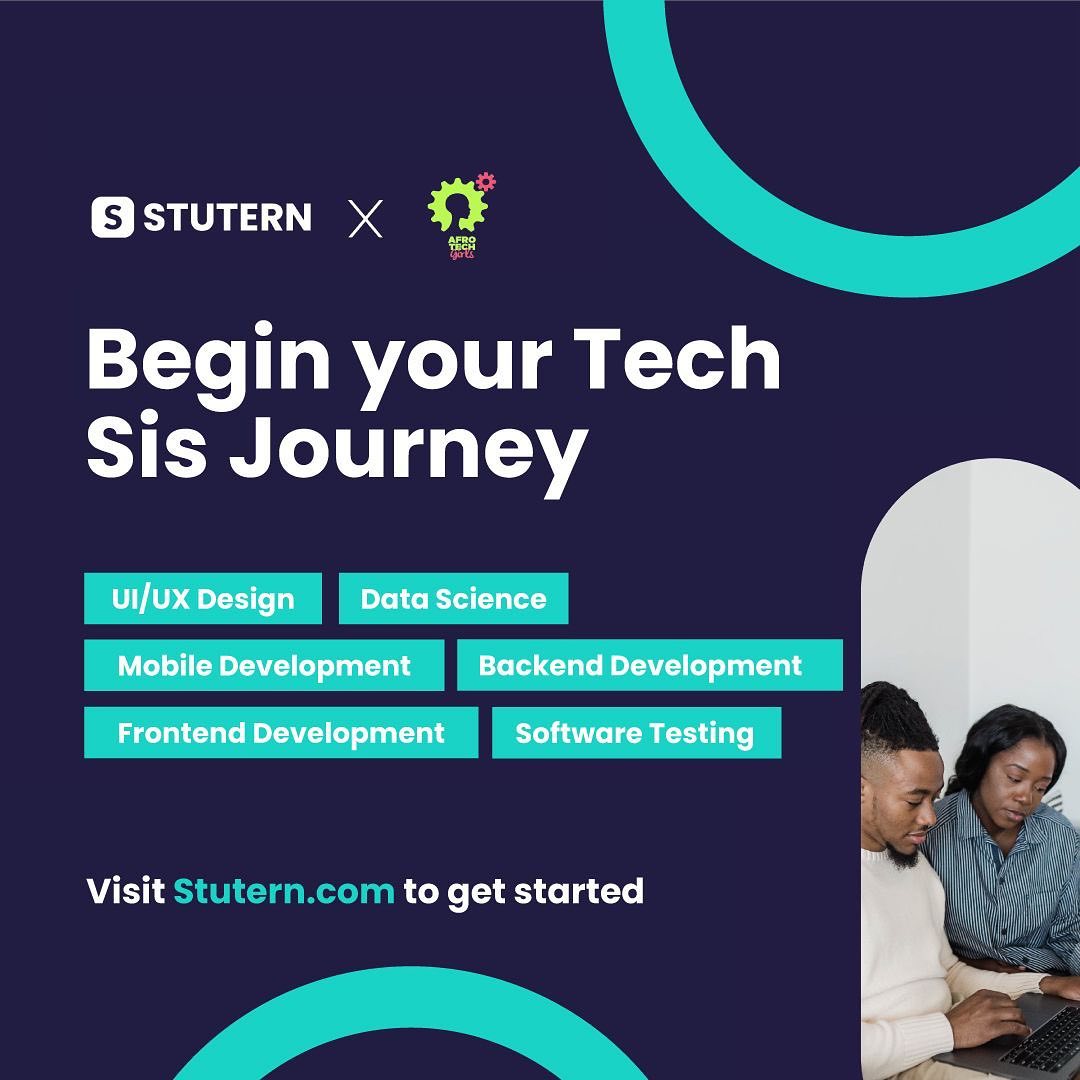 S STUTERN X AFRO
TECH
Girls
Begin your Tech
Sis Journey
UI/UX Design Data Science
Mobile Development Backend Development
Frontend Development Software Testing
Visit Stutern.com to get started